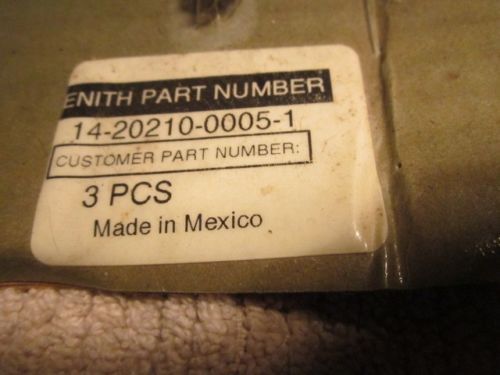 ENITH PART NUMBER
14-20210-0005-1
CUSTOMER PART NUMBER:
3 PCS
Made in Mexico